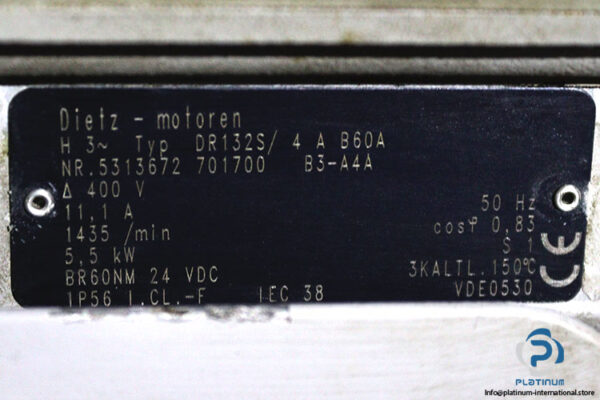 Dietz - motoren
H 3~ Typ DR132S/ 4 A B60A
NR.5313672 701700 B3-A4A
Δ 400 V 50 Hz
11,1 A cosφ 0,83
1435 /min S 1
5,5 kW 3KALTL.150°C
BR60NM 24 VDC VDE0530
IP56 I.CL.-F IEC 38
CE
PLATINUM
Info@platinum-international.store